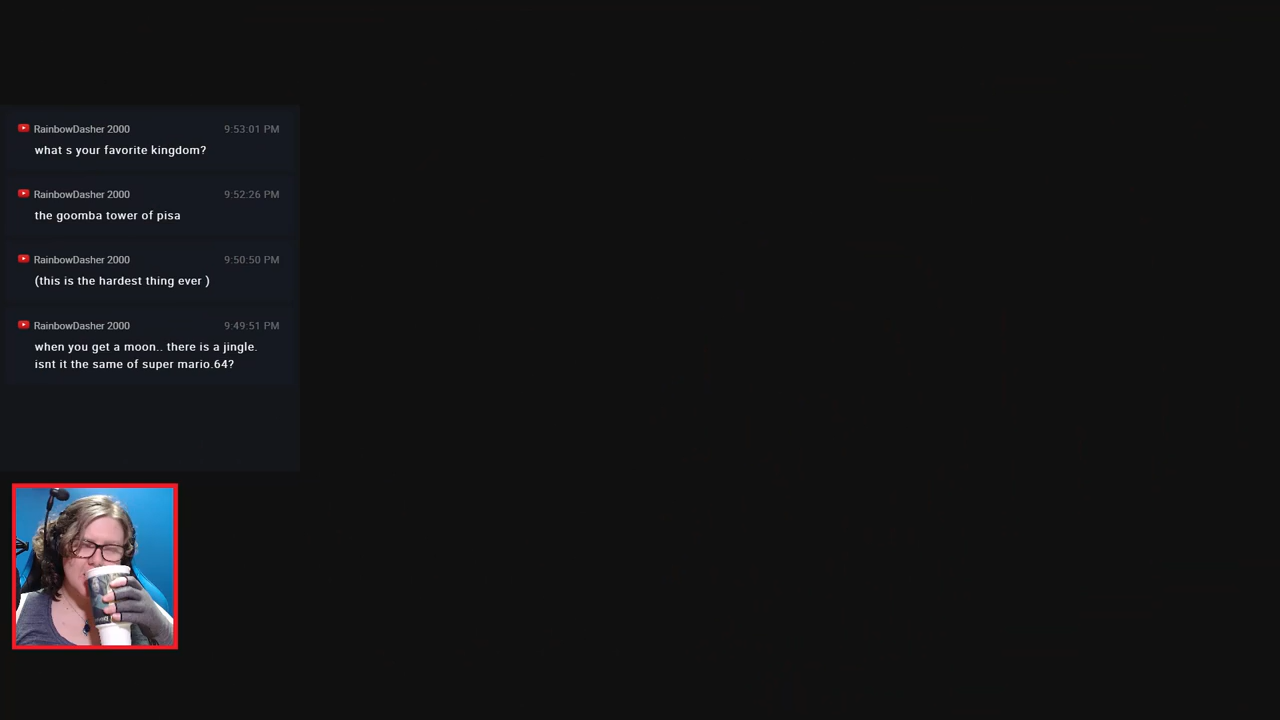 RainbowDasher 2000 9:53:01 PM
what s your favorite kingdom?
RainbowDasher 2000 9:52:26 PM
the goomba tower of pisa
RainbowDasher 2000 9:50:50 PM
(this is the hardest thing ever )
RainbowDasher 2000 9:49:51 PM
when you get a moon.. there is a jingle.
isnt it the same of super mario.64?